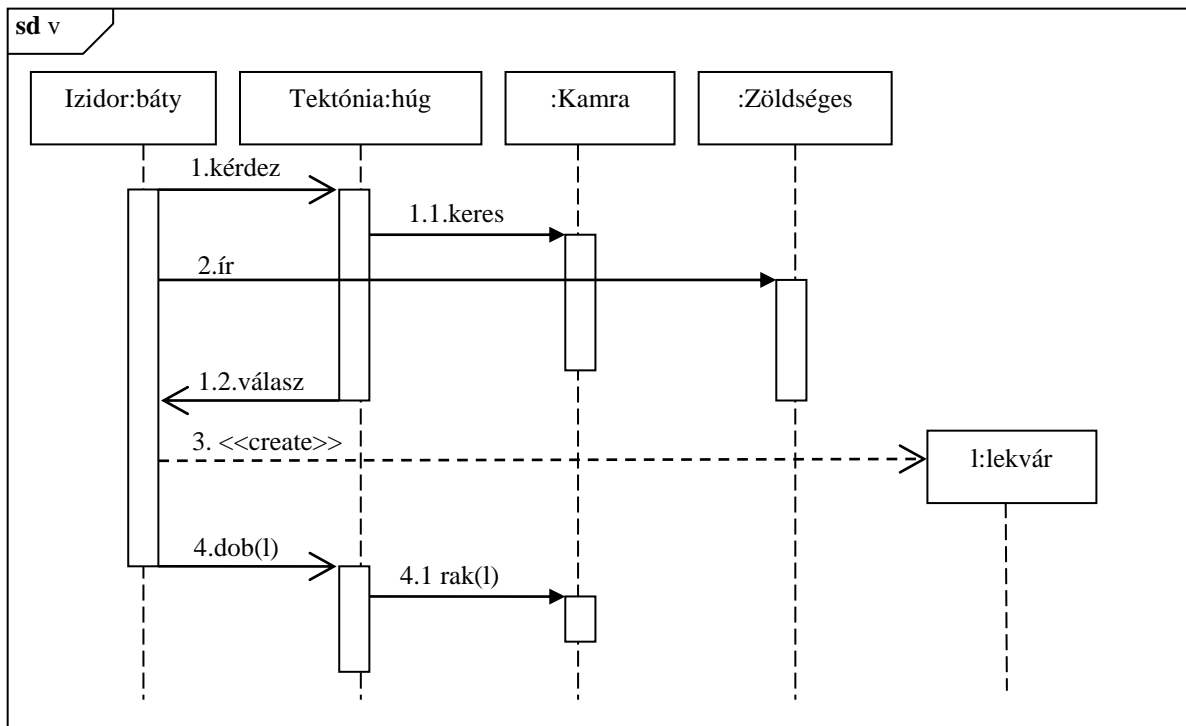 sd v
Izidor:báty
Tektónia:húg
:Kamra
:Zöldséges
1.kérdez
1.1.keres
2.ír
1.2.válasz
3. <<create>>
l:lekvár
4.dob(l)
4.1 rak(l)